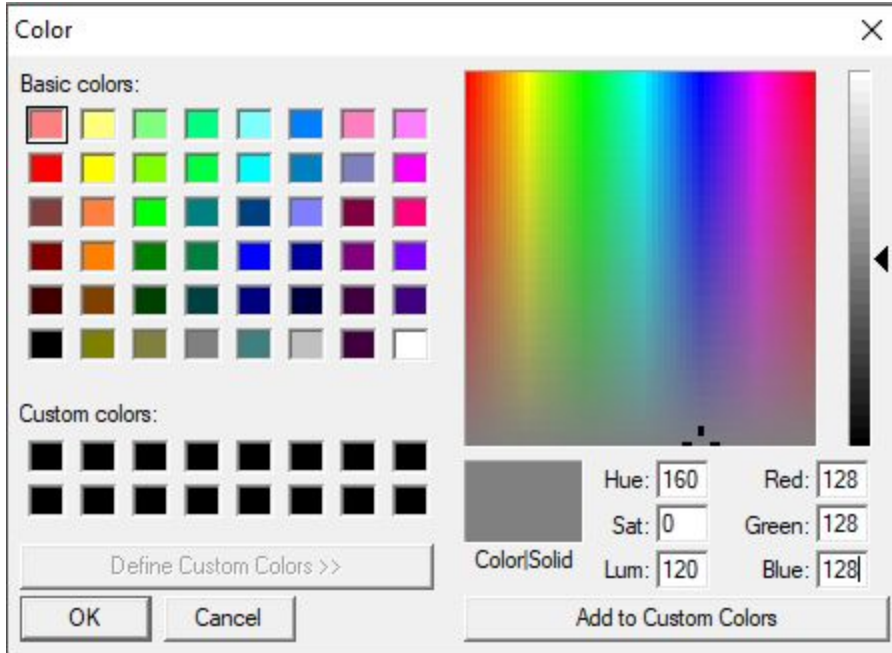 Color
Basic colors:
Custom colors:
Define Custom Colors >>
OK Cancel
Color|Solid
Hue: 160 Red: 128
Sat: 0 Green: 128
Lum: 120 Blue: 128
Add to Custom Colors